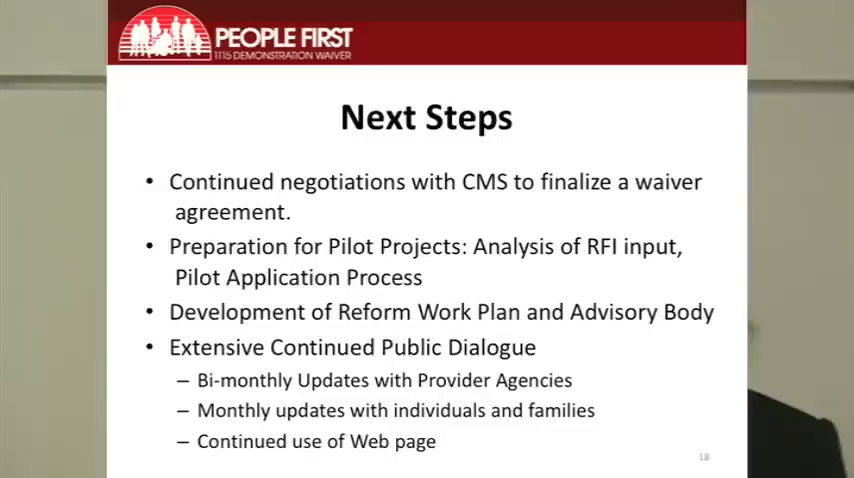 PEOPLE FIRST
1115 DEMONSTRATION WAIVER
Next Steps
• Continued negotiations with CMS to finalize a waiver
agreement.
• Preparation for Pilot Projects: Analysis of RFI input,
Pilot Application Process
• Development of Reform Work Plan and Advisory Body
• Extensive Continued Public Dialogue
– Bi-monthly Updates with Provider Agencies
– Monthly updates with individuals and families
– Continued use of Web page
18